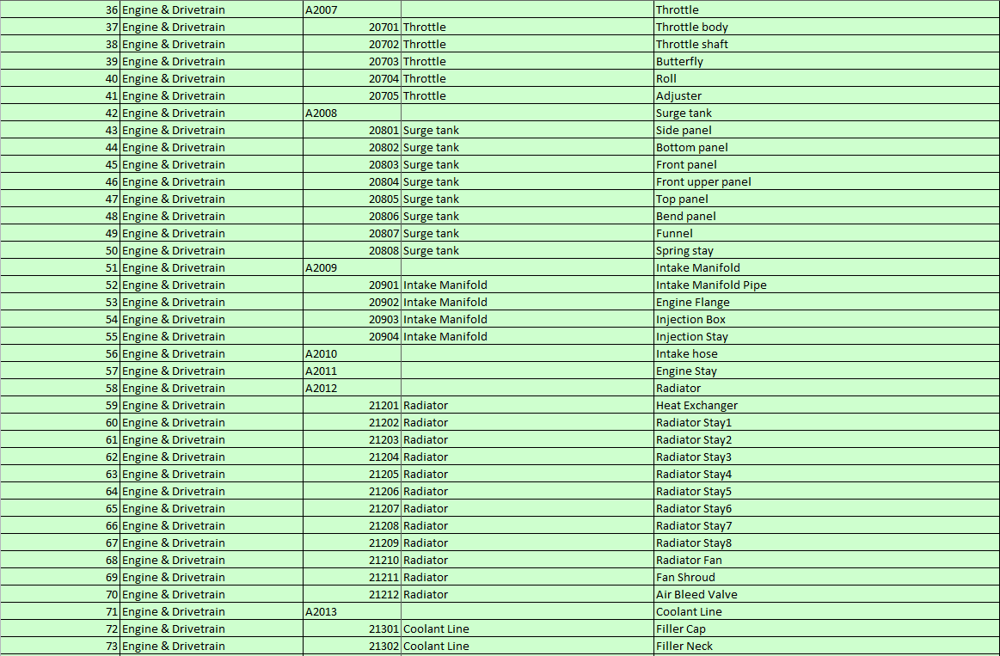 36 Engine & Drivetrain A2007 Throttle
37 Engine & Drivetrain 20701 Throttle Throttle body
38 Engine & Drivetrain 20702 Throttle Throttle shaft
39 Engine & Drivetrain 20703 Throttle Butterfly
40 Engine & Drivetrain 20704 Throttle Roll
41 Engine & Drivetrain 20705 Throttle Adjuster
42 Engine & Drivetrain A2008 Surge tank
43 Engine & Drivetrain 20801 Surge tank Side panel
44 Engine & Drivetrain 20802 Surge tank Bottom panel
45 Engine & Drivetrain 20803 Surge tank Front panel
46 Engine & Drivetrain 20804 Surge tank Front upper panel
47 Engine & Drivetrain 20805 Surge tank Top panel
48 Engine & Drivetrain 20806 Surge tank Bend panel
49 Engine & Drivetrain 20807 Surge tank Funnel
50 Engine & Drivetrain 20808 Surge tank Spring stay
51 Engine & Drivetrain A2009 Intake Manifold
52 Engine & Drivetrain 20901 Intake Manifold Intake Manifold Pipe
53 Engine & Drivetrain 20902 Intake Manifold Engine Flange
54 Engine & Drivetrain 20903 Intake Manifold Injection Box
55 Engine & Drivetrain 20904 Intake Manifold Injection Stay
56 Engine & Drivetrain A2010 Intake hose
57 Engine & Drivetrain A2011 Engine Stay
58 Engine & Drivetrain A2012 Radiator
59 Engine & Drivetrain 21201 Radiator Heat Exchanger
60 Engine & Drivetrain 21202 Radiator Radiator Stay1
61 Engine & Drivetrain 21203 Radiator Radiator Stay2
62 Engine & Drivetrain 21204 Radiator Radiator Stay3
63 Engine & Drivetrain 21205 Radiator Radiator Stay4
64 Engine & Drivetrain 21206 Radiator Radiator Stay5
65 Engine & Drivetrain 21207 Radiator Radiator Stay6
66 Engine & Drivetrain 21208 Radiator Radiator Stay7
67 Engine & Drivetrain 21209 Radiator Radiator Stay8
68 Engine & Drivetrain 21210 Radiator Radiator Fan
69 Engine & Drivetrain 21211 Radiator Fan Shroud
70 Engine & Drivetrain 21212 Radiator Air Bleed Valve
71 Engine & Drivetrain A2013 Coolant Line
72 Engine & Drivetrain 21301 Coolant Line Filler Cap
73 Engine & Drivetrain 21302 Coolant Line Filler Neck